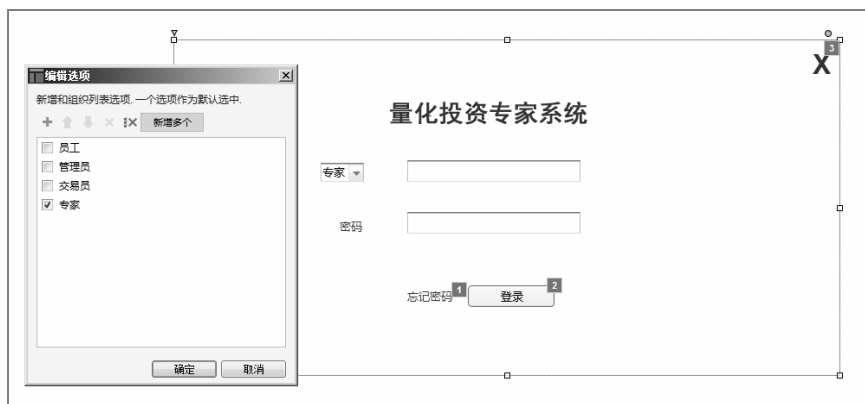 编辑选项
新增和组织列表选项. 一个选项作为默认选中.
新增多个
员工
管理员
交易员
专家
确定 取消
3
X
量化投资专家系统
专家
密码
忘记密码 1 登录 2